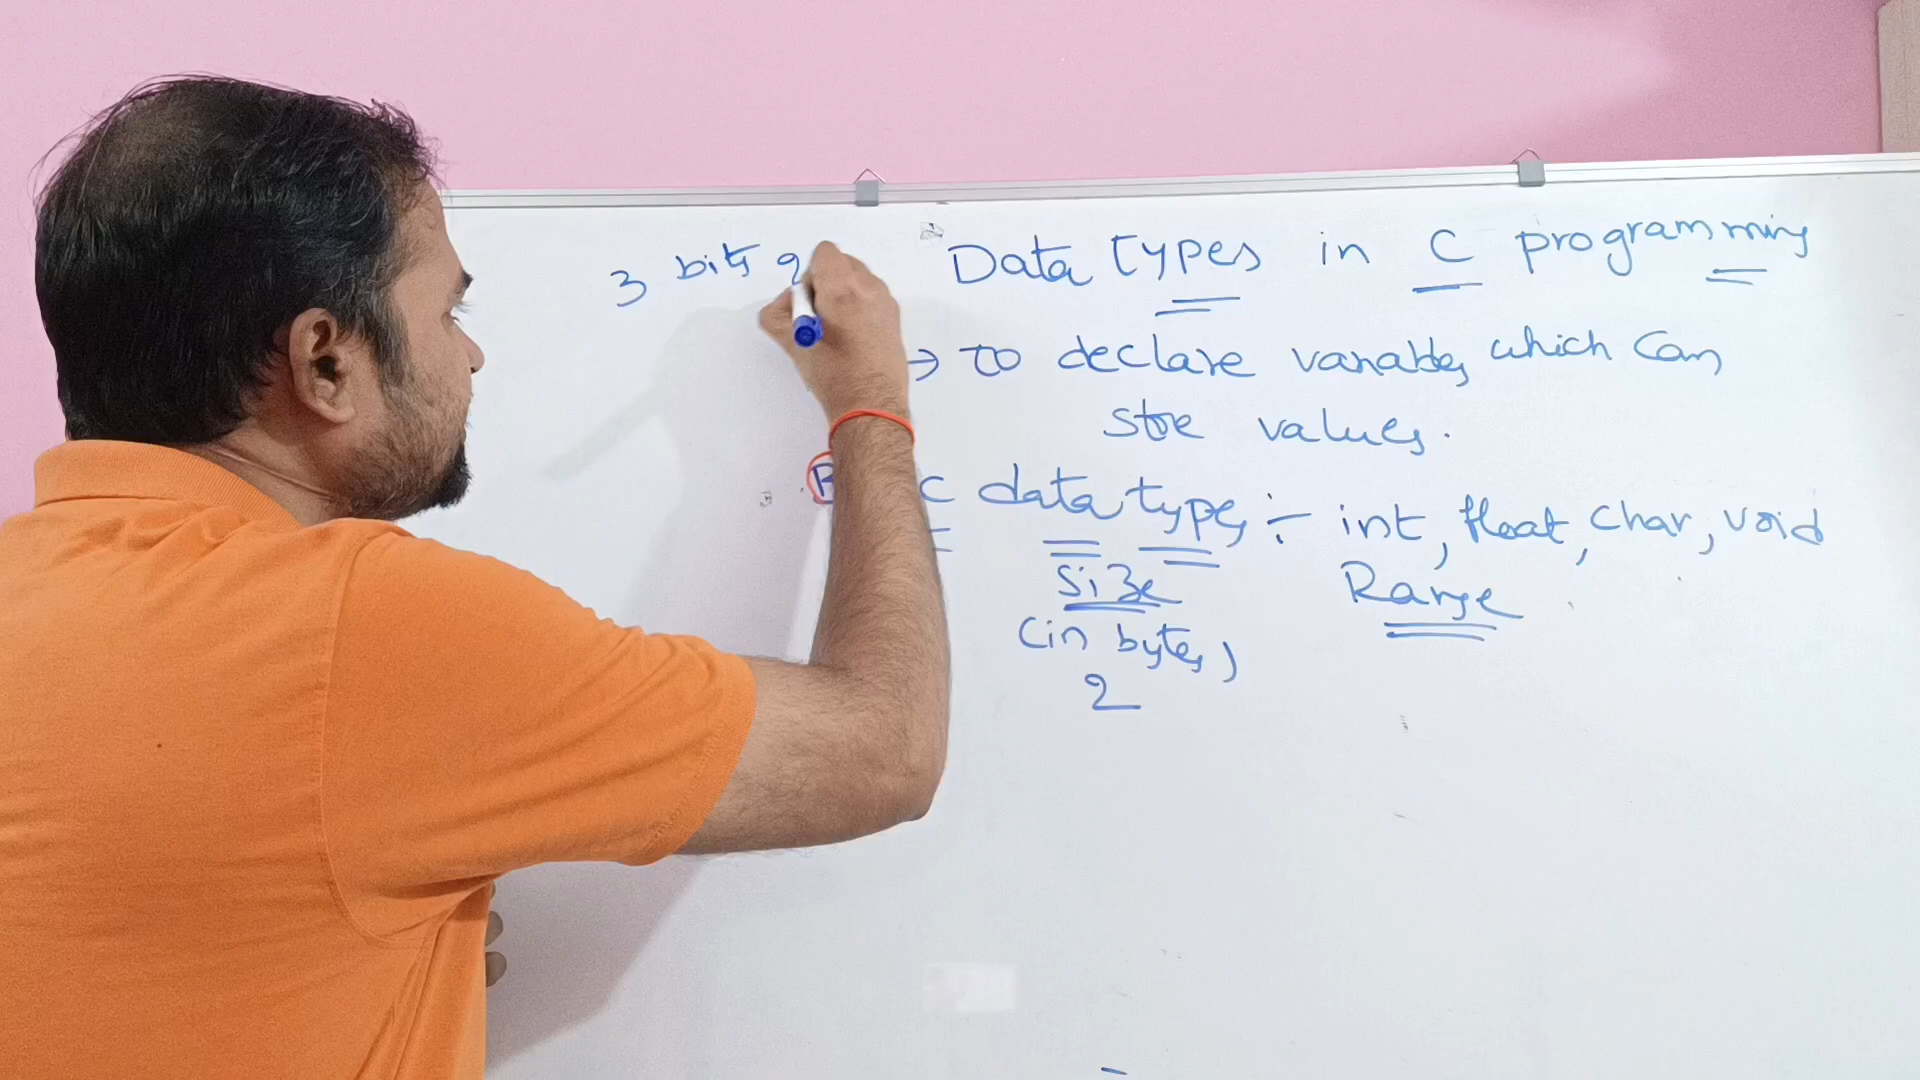 3 bits 2
Data types in C programming
→ to declare variables, which can
store values.
c data types :- int, float, char, void
Size Range
(in bytes)
2